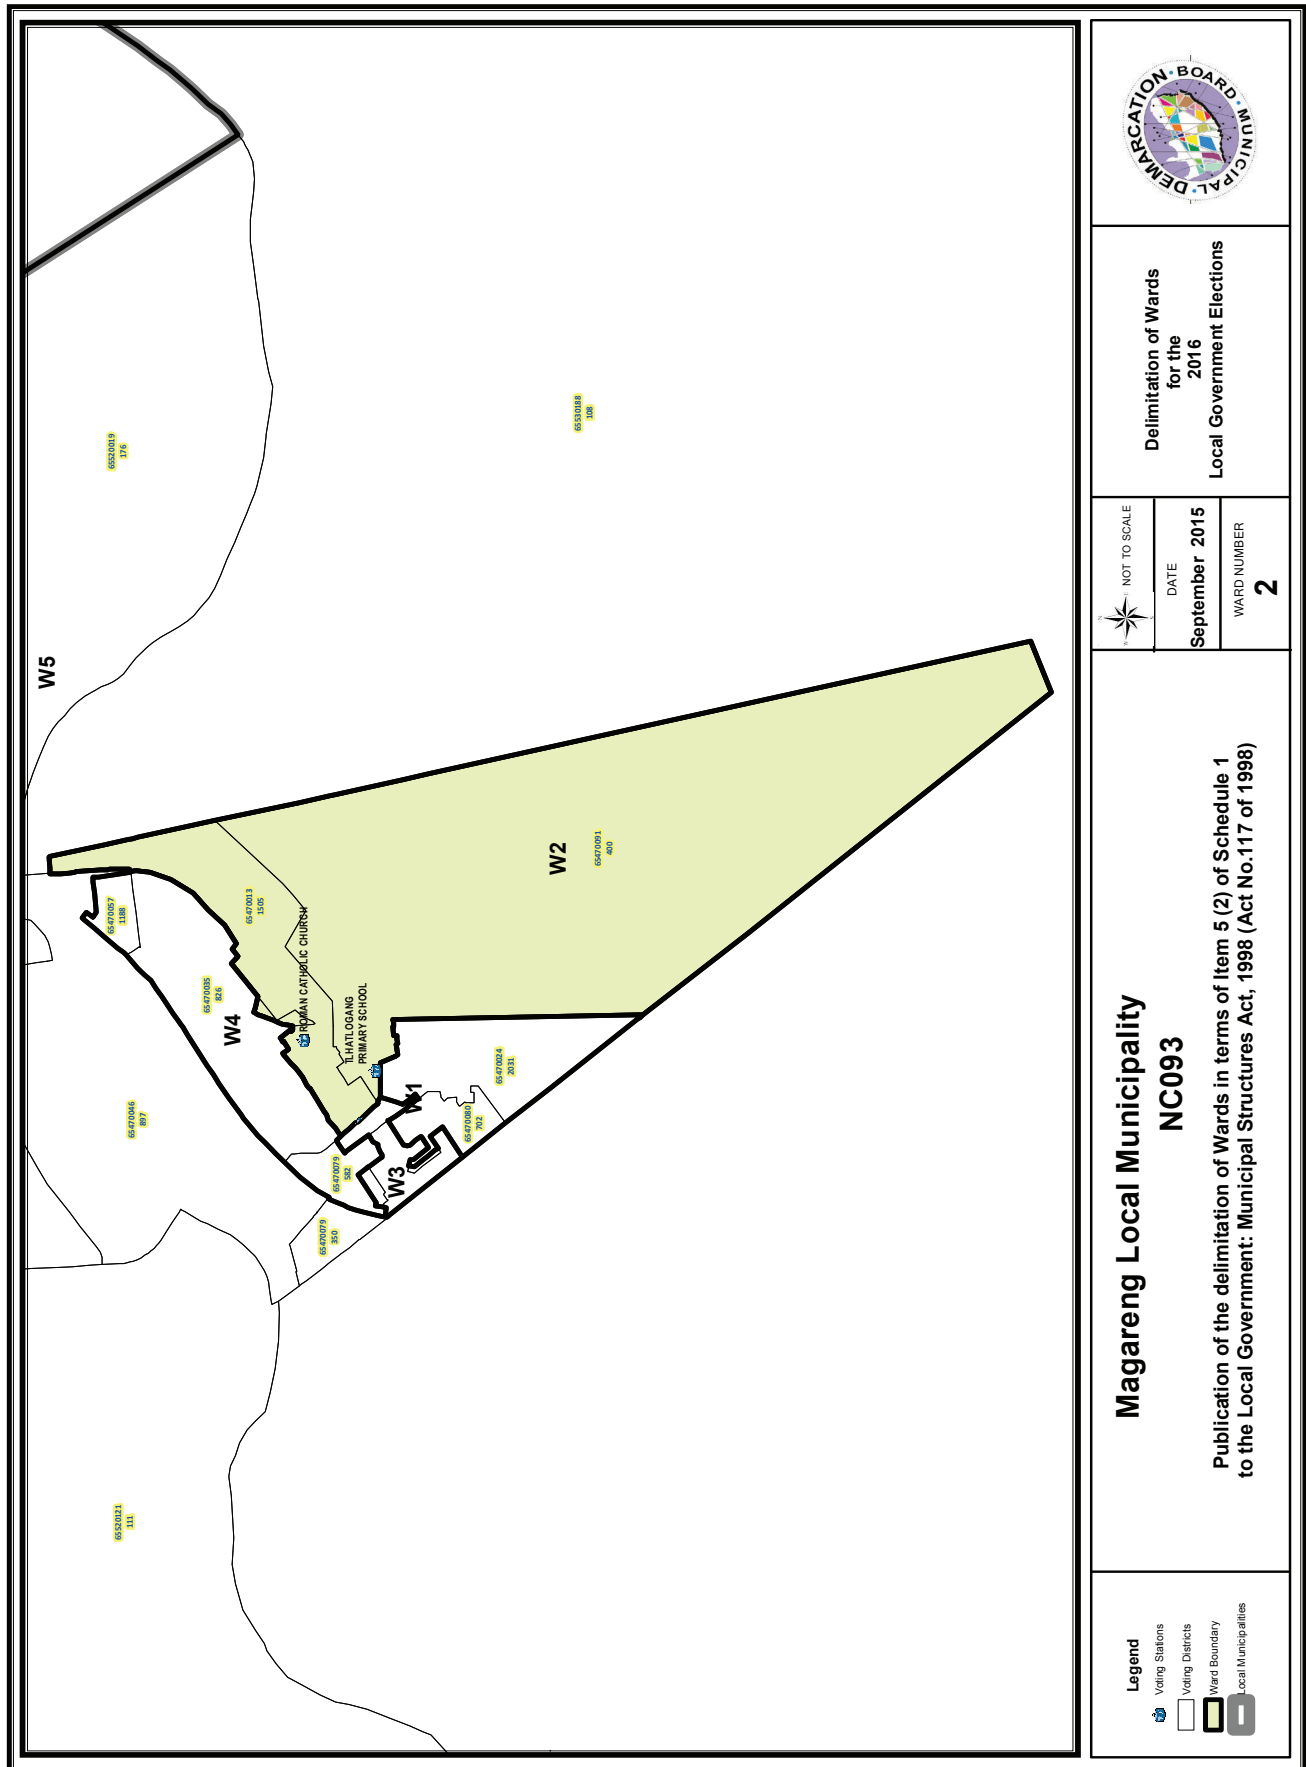 W5
65520019
176
65530188
108
65470057
1188
65470013
1505
65470035
826
W4
ROMAN CATHOLIC CHURCH
W2
65470091
400
TLHATLOGANG
PRIMARY SCHOOL
65470046
897
W1
65470024
2031
65470080
702
65470079
582
W3
65470079
350
65520121
111
DEMARCATION • BOARD • MUNICIPAL •
Delimitation of Wards
for the
2016
Local Government Elections
NOT TO SCALE
DATE
September 2015
WARD NUMBER
2
Magareng Local Municipality
NC093
Publication of the delimitation of Wards in terms of Item 5 (2) of Schedule 1
to the Local Government: Municipal Structures Act, 1998 (Act No.117 of 1998)
Legend
Voting Stations
Voting Districts
Ward Boundary
Local Municipalities